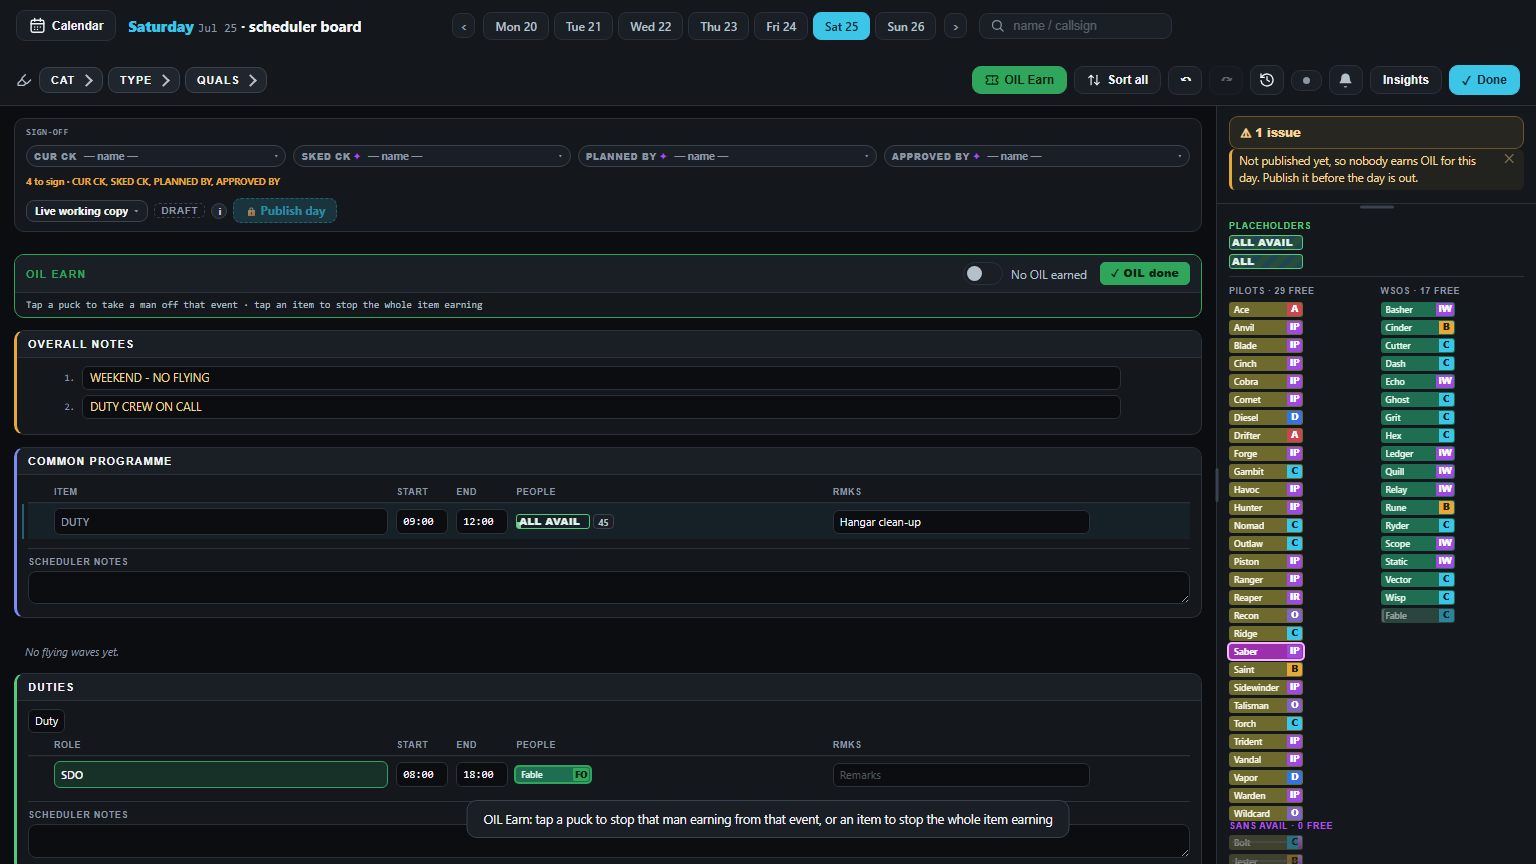 Calendar
Saturday Jul 25 · scheduler board
Mon 20
Tue 21
Wed 22
Thu 23
Fri 24
Sat 25
Sun 26
name / callsign
CAT
TYPE
QUALS
OIL Earn
Sort all
Insights
✓ Done
SIGN-OFF
CUR CK — name —
SKED CK ✦ — name —
PLANNED BY ✦ — name —
APPROVED BY ✦ — name —
4 to sign · CUR CK, SKED CK, PLANNED BY, APPROVED BY
Live working copy
DRAFT
i
Publish day
OIL EARN
No OIL earned
✓ OIL done
Tap a puck to take a man off that event · tap an item to stop the whole item earning
OVERALL NOTES
1. WEEKEND - NO FLYING
2. DUTY CREW ON CALL
COMMON PROGRAMME
ITEM START END PEOPLE RMKS
DUTY 09:00 12:00 ALL AVAIL 45 Hangar clean-up
SCHEDULER NOTES
No flying waves yet.
DUTIES
Duty
ROLE START END PEOPLE RMKS
SDO 08:00 18:00 Fable FO Remarks
SCHEDULER NOTES
OIL Earn: tap a puck to stop that man earning from that event, or an item to stop the whole item earning
⚠ 1 issue
Not published yet, so nobody earns OIL for this
day. Publish it before the day is out.
PLACEHOLDERS
ALL AVAIL
ALL
PILOTS · 29 FREE
Ace A
Anvil IP
Blade IP
Cinch IP
Cobra IP
Comet IP
Diesel D
Drifter A
Forge IP
Gambit C
Havoc IP
Hunter IP
Nomad C
Outlaw C
Piston IP
Ranger IP
Reaper IR
Recon O
Ridge C
Saber IP
Saint B
Sidewinder IP
Talisman O
Torch C
Trident IP
Vandal IP
Vapor D
Warden IP
Wildcard O
WSOS · 17 FREE
Basher IW
Cinder B
Cutter C
Dash C
Echo IW
Ghost C
Grit C
Hex C
Ledger IW
Quill IW
Relay IW
Rune B
Ryder C
Scope IW
Static IW
Vector C
Wisp C
Fable C
SANS AVAIL · 0 FREE
Bolt C
Jester B